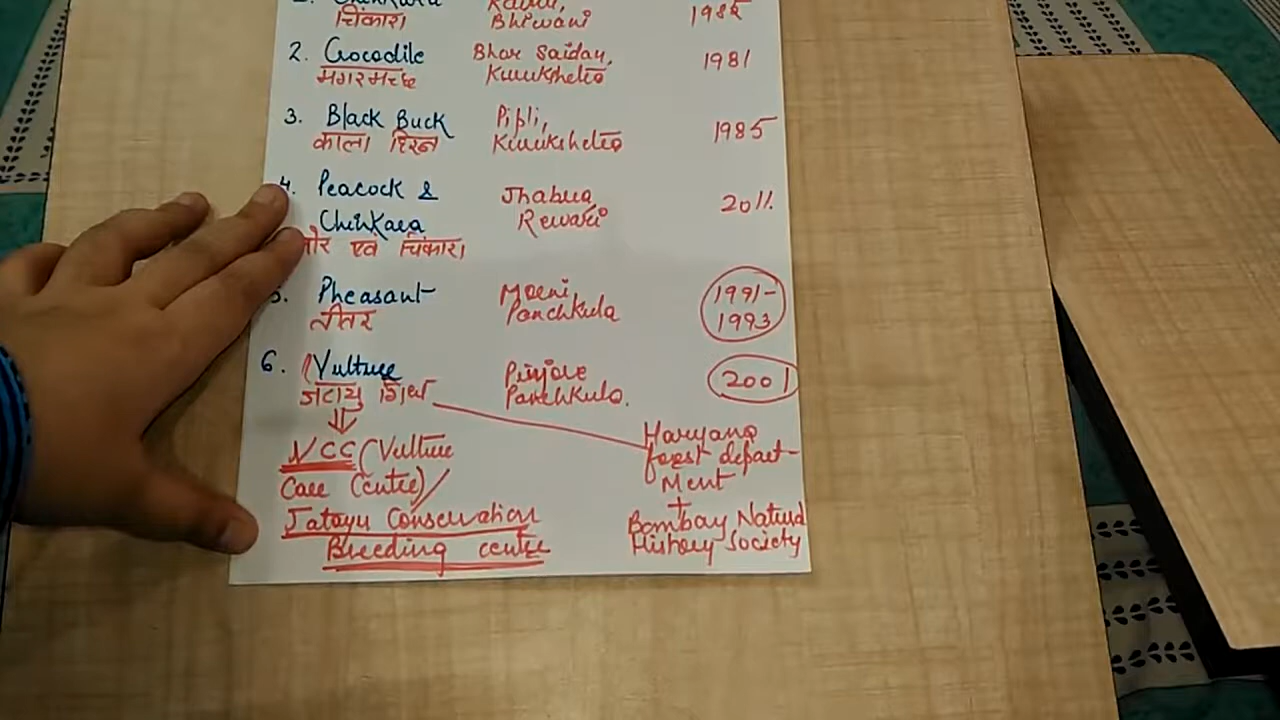 चिंकारा Bhiwani
2. Crocodile Bhor Saidan, 1981
मगरमच्छ Kurukshetra
3. Black Buck Pipli, 1985
काला हिरन Kurukshetra
4. Peacock & Jhabua 2011
Chinkara Rewari
मोर एवं चिंकारा
5. Pheasant Morni, 1991-
तीतर Panchkula 1993
6. Vulture Pinjore 2001
जटायु गिद्ध Panchkula.
⇓ Haryana
VCC (Vulture forest depart-
Care Centre)/ Ment
+
Jatayu Conservation Bombay Natural
Breeding centre History Society